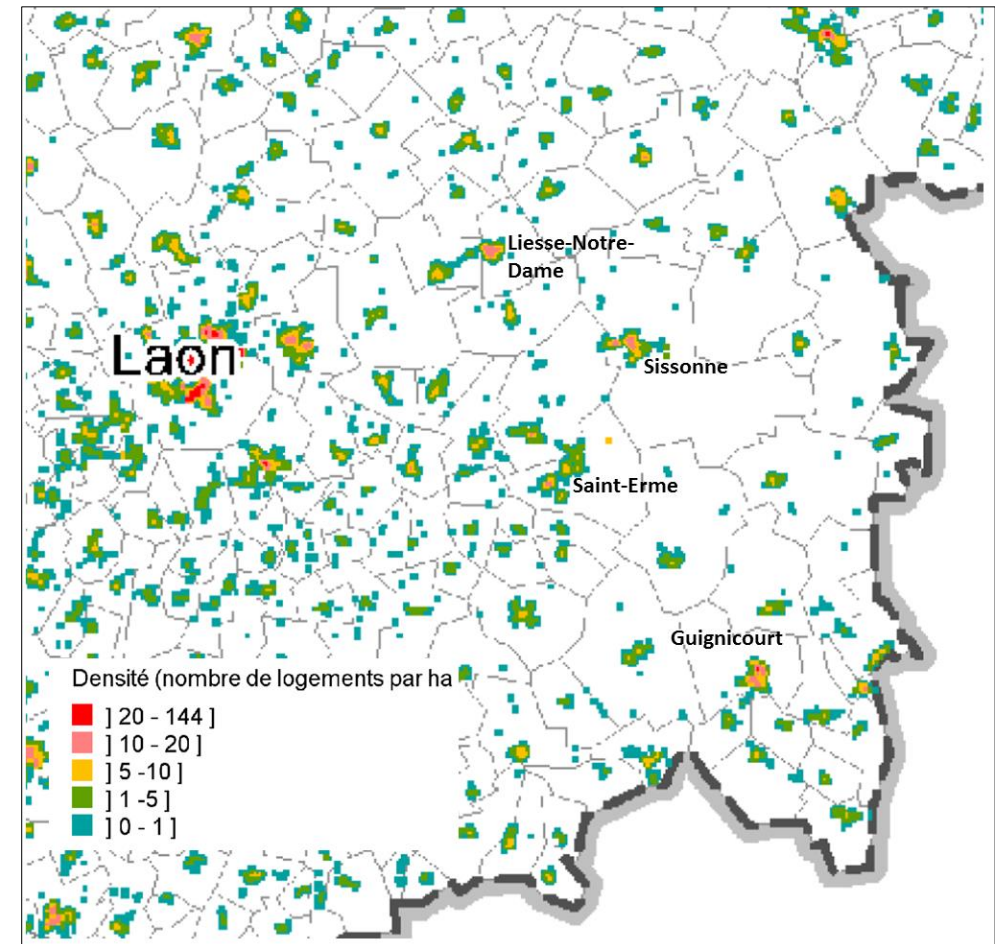 Liesse-Notre-
Dame
Laon
Sissonne
Saint-Erme
Guignicourt
Densité (nombre de logements par ha
] 20 - 144 ]
] 10 - 20 ]
] 5 -10 ]
] 1 -5 ]
] 0 - 1 ]